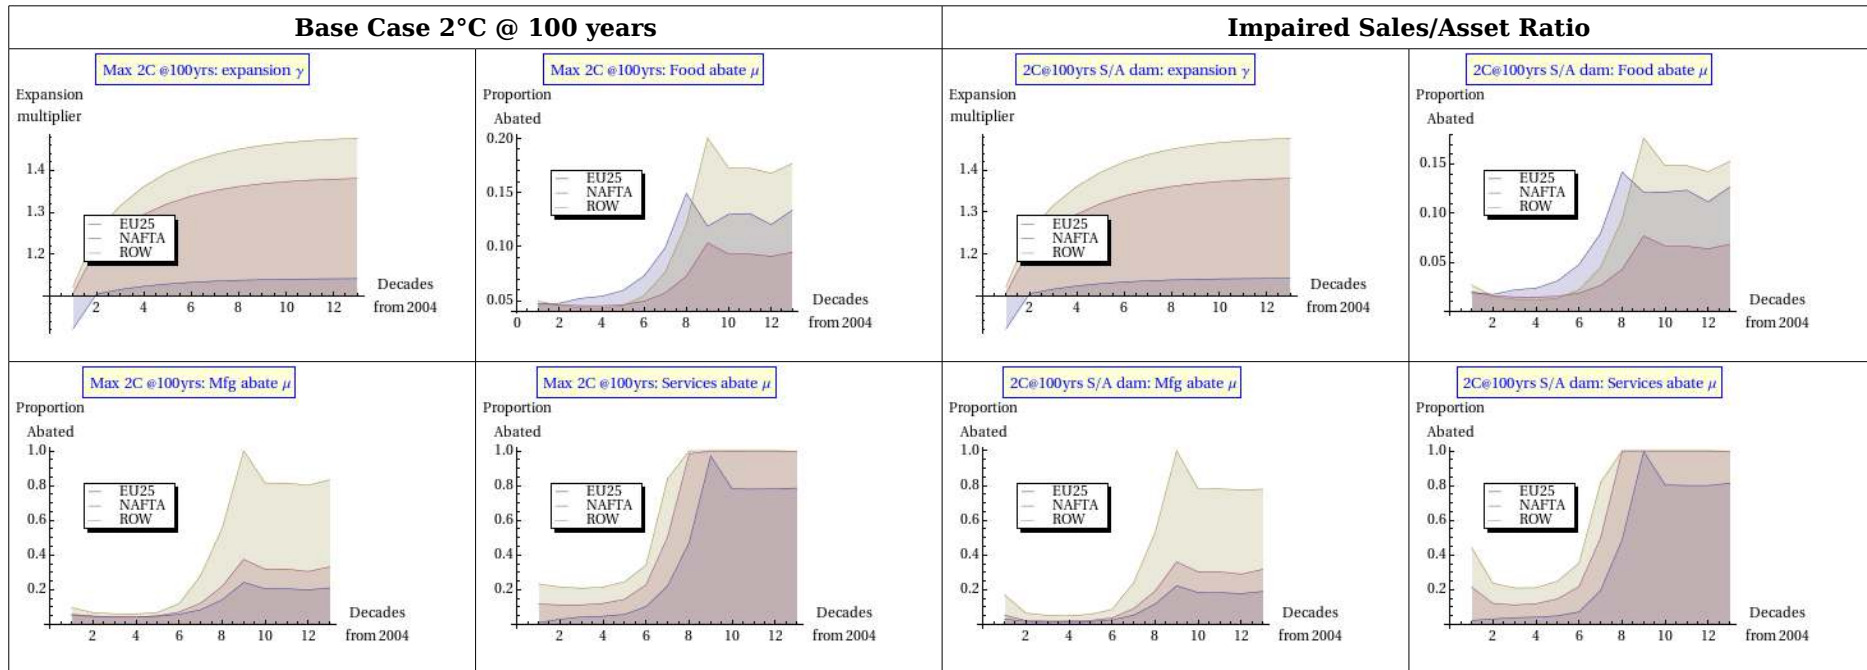 Base Case 2°C @ 100 years
Impaired Sales/Asset Ratio
Max 2C @100yrs: expansion γ
Expansion
multiplier
1.4
1.3
1.2
EU25
NAFTA
ROW
2 4 6 8 10 12
Decades
from 2004
Max 2C @100yrs: Food abate μ
Proportion
Abated
0.20
0.15
0.10
0.05
EU25
NAFTA
ROW
0 2 4 6 8 10 12
Decades
from 2004
2C@100yrs S/A dam: expansion γ
Expansion
multiplier
1.4
1.3
1.2
EU25
NAFTA
ROW
2 4 6 8 10 12
Decades
from 2004
2C@100yrs S/A dam: Food abate μ
Proportion
Abated
0.15
0.10
0.05
EU25
NAFTA
ROW
2 4 6 8 10 12
Decades
from 2004
Max 2C @100yrs: Mfg abate μ
Proportion
Abated
1.0
0.8
0.6
0.4
0.2
EU25
NAFTA
ROW
2 4 6 8 10 12
Decades
from 2004
Max 2C @100yrs: Services abate μ
Proportion
Abated
1.0
0.8
0.6
0.4
0.2
EU25
NAFTA
ROW
2 4 6 8 10 12
Decades
from 2004
2C@100yrs S/A dam: Mfg abate μ
Proportion
Abated
1.0
0.8
0.6
0.4
0.2
EU25
NAFTA
ROW
2 4 6 8 10 12
Decades
from 2004
2C@100yrs S/A dam: Services abate μ
Proportion
Abated
1.0
0.8
0.6
0.4
0.2
EU25
NAFTA
ROW
2 4 6 8 10 12
Decades
from 2004